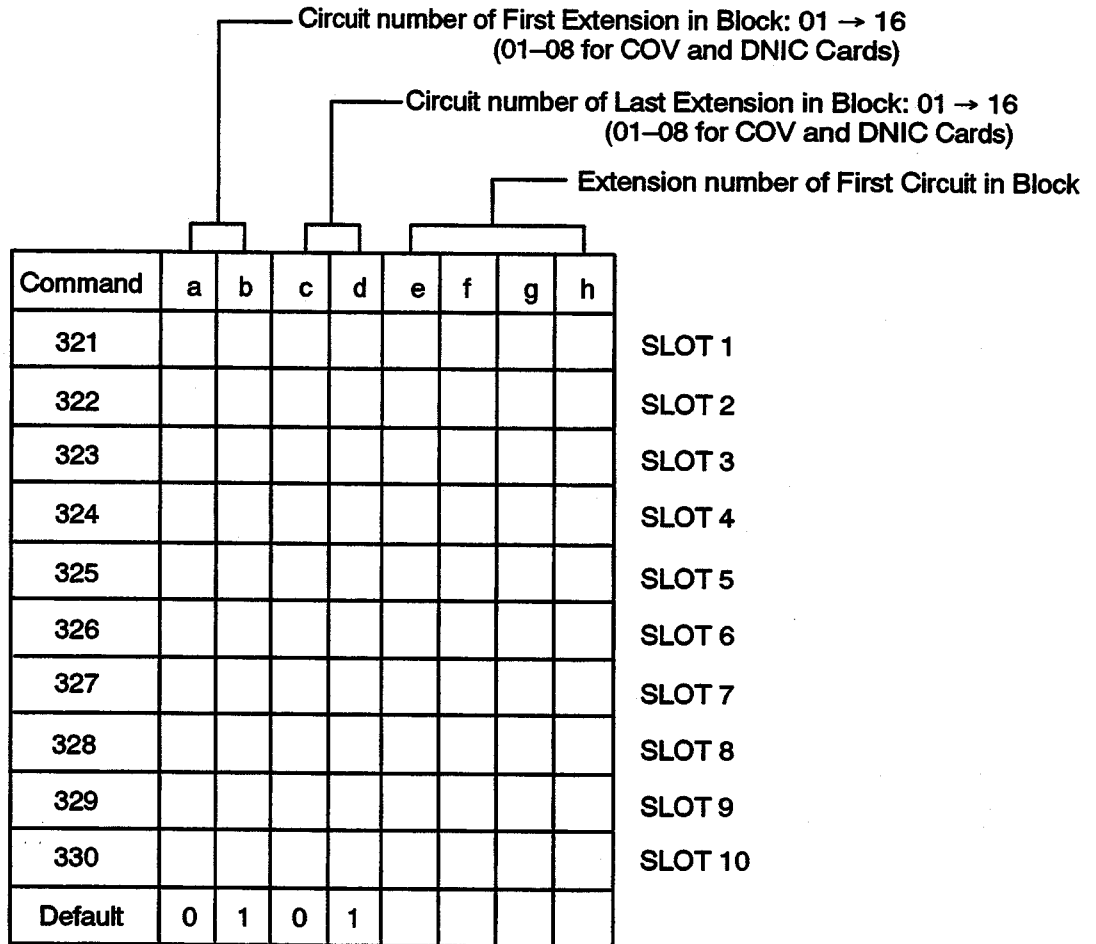 Circuit number of First Extension in Block: 01 → 16
(01–08 for COV and DNIC Cards)
Circuit number of Last Extension in Block: 01 → 16
(01–08 for COV and DNIC Cards)
Extension number of First Circuit in Block
Command a b c d e f g h
321 SLOT 1
322 SLOT 2
323 SLOT 3
324 SLOT 4
325 SLOT 5
326 SLOT 6
327 SLOT 7
328 SLOT 8
329 SLOT 9
330 SLOT 10
Default 0 1 0 1